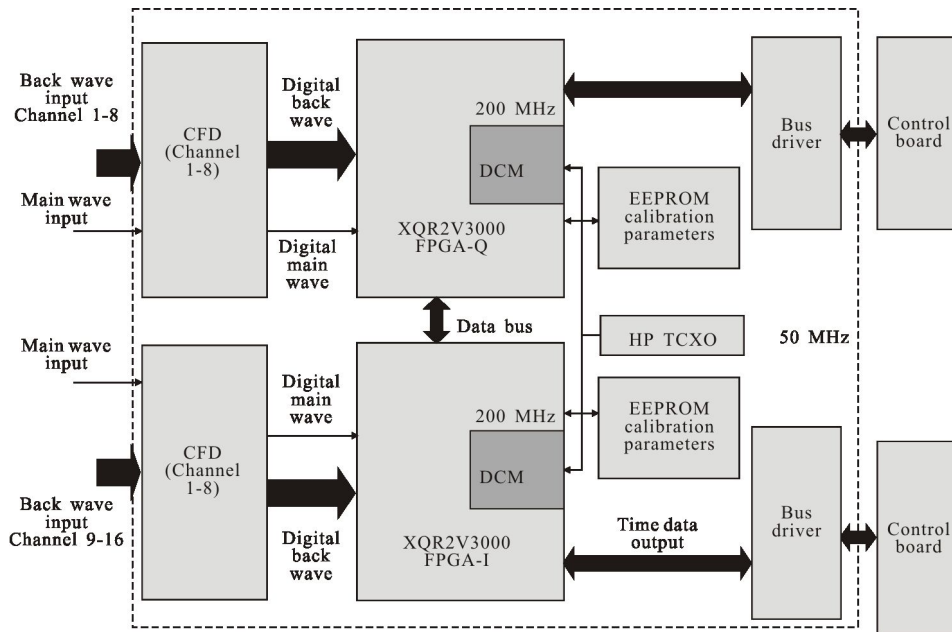 Back wave
input
Channel 1-8
Main wave
input
CFD
(Channel
1-8)
Digital
back
wave
Digital
main
wave
200 MHz
DCM
XQR2V3000
FPGA-Q
EEPROM
calibration
parameters
Bus
driver
Control
board
Data bus
HP TCXO
50 MHz
Main wave
input
Back wave
input
Channel 9-16
CFD
(Channel
1-8)
Digital
main
wave
Digital
back
wave
200 MHz
DCM
XQR2V3000
FPGA-I
EEPROM
calibration
parameters
Time data
output
Bus
driver
Control
board